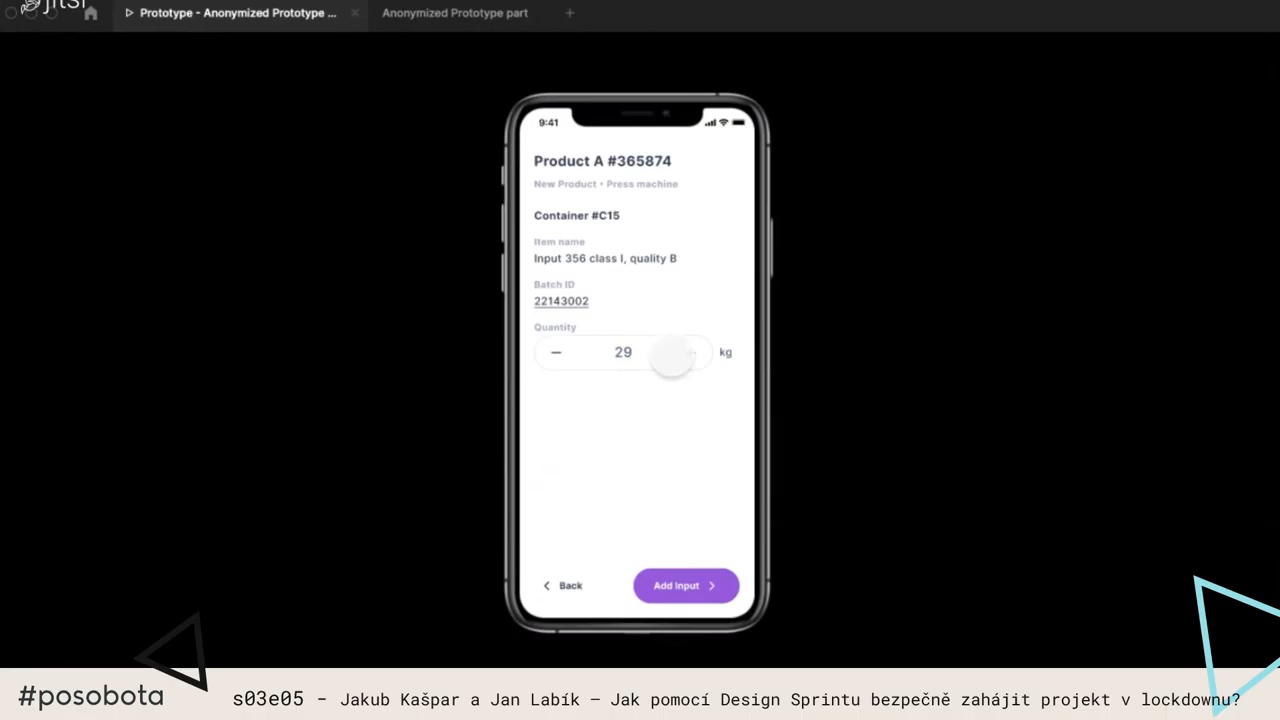 jitsi
Prototype - Anonymized Prototype ...
Anonymized Prototype part
9:41
Product A #365874
New Product • Press machine
Container #C15
Item name
Input 356 class I, quality B
Batch ID
22143002
Quantity
− 29 kg
Back
Add Input
#posobota
s03e05 - Jakub Kašpar a Jan Labík – Jak pomocí Design Sprintu bezpečně zahájit projekt v lockdownu?